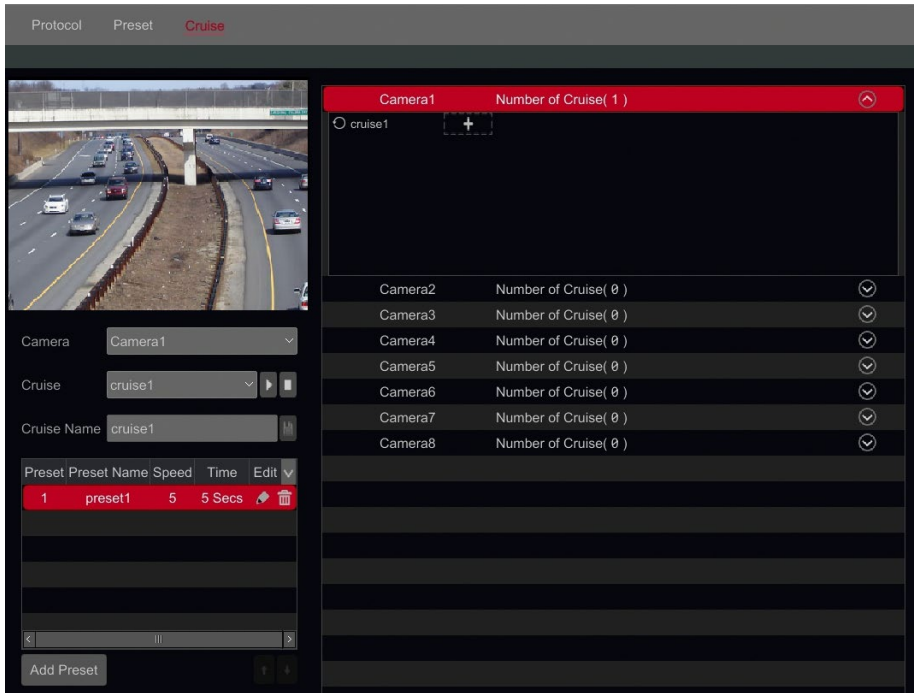 Protocol Preset Cruise
Camera Camera1
Cruise cruise1
Cruise Name cruise1
Preset Preset Name Speed Time Edit
1 preset1 5 5 Secs
Add Preset
Camera1 Number of Cruise( 1 )
cruise1
Camera2 Number of Cruise( 0 )
Camera3 Number of Cruise( 0 )
Camera4 Number of Cruise( 0 )
Camera5 Number of Cruise( 0 )
Camera6 Number of Cruise( 0 )
Camera7 Number of Cruise( 0 )
Camera8 Number of Cruise( 0 )